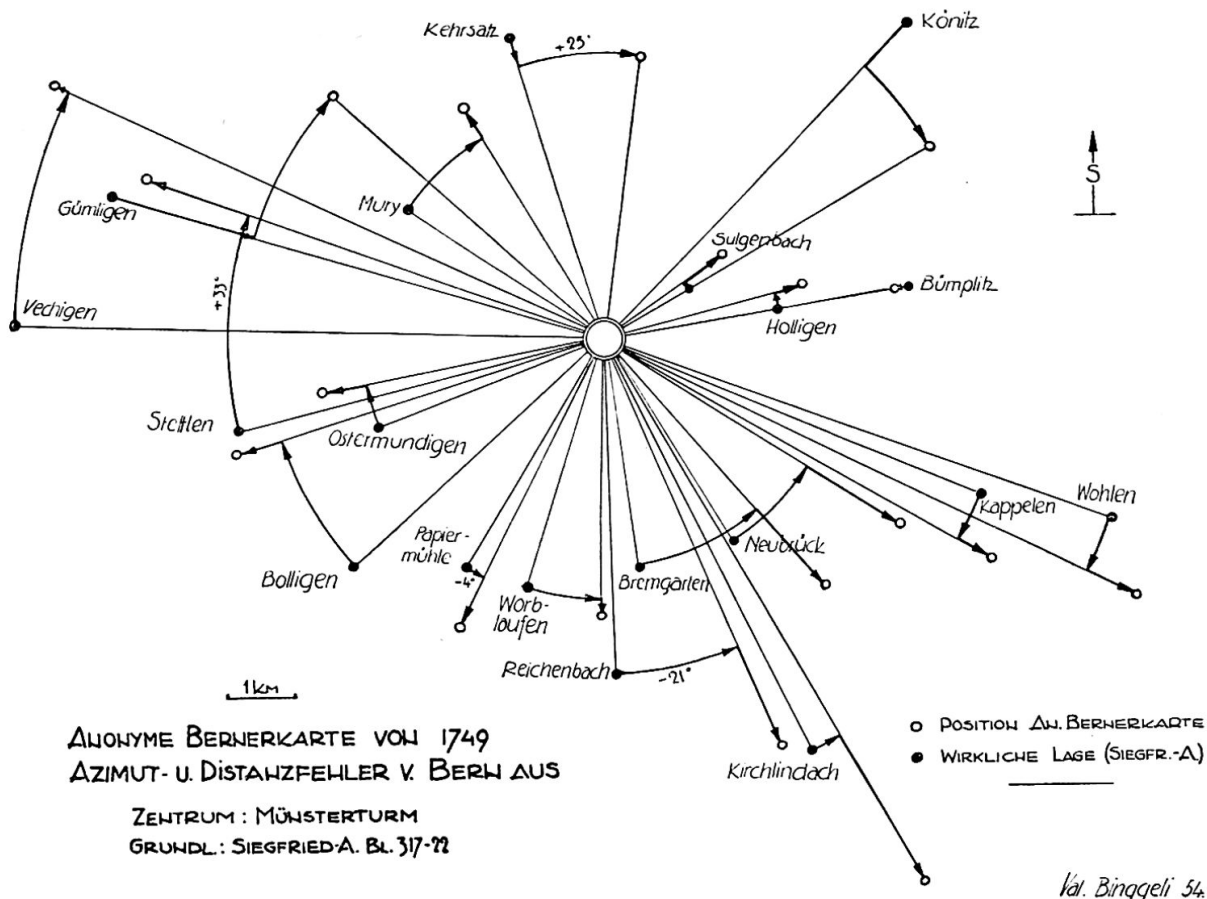 Kehrsatz
+25°
Könitz
S
Mury
Gümligen
Sulgenbach
Bümplitz
Vechigen
+33°
Holligen
Stettlen
Ostermundigen
Kappelen
Wohlen
Papier-
mühle
-4°
Neubrück
Bolligen
Bremgarten
Worb-
laufen
Reichenbach
-21°
1 KM
ANONYME BERNERKARTE VON 1749
AZIMUT- U. DISTANZFEHLER V. BERN AUS
ZENTRUM: MÜNSTERTURM
GRUNDL.: SIEGFRIED-A. BL. 317-22
Kirchlindach
POSITION AN. BERNERKARTE
WIRKLICHE LAGE (SIEGFR.-A)
Val. Binggeli 54.